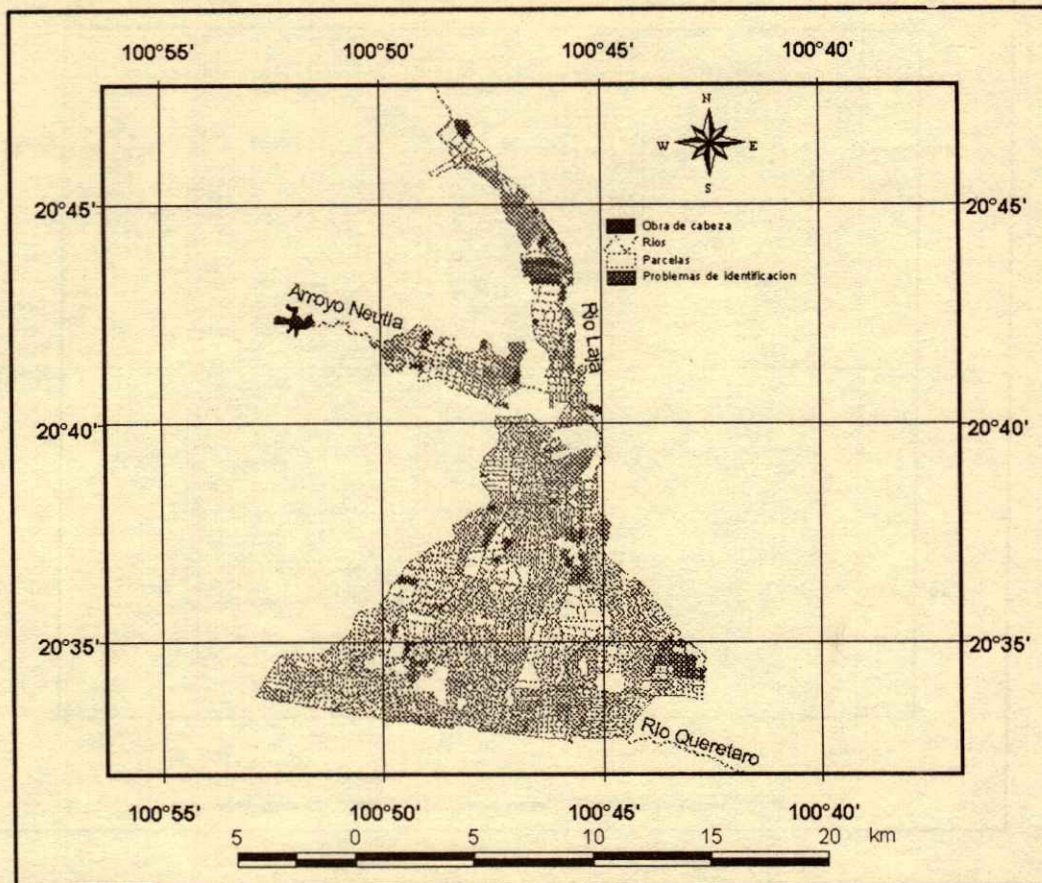 100°55' 100°50' 100°45' 100°40'
N
W E
S
20°45' 20°45'
Obra de cabeza
Rios
Parcelas
Problemas de identificacion
Arroyo Neutla
Rio Laja
20°40' 20°40'
20°35' 20°35'
Rio Queretaro
100°55' 100°50' 100°45' 100°40'
5 0 5 10 15 20 km